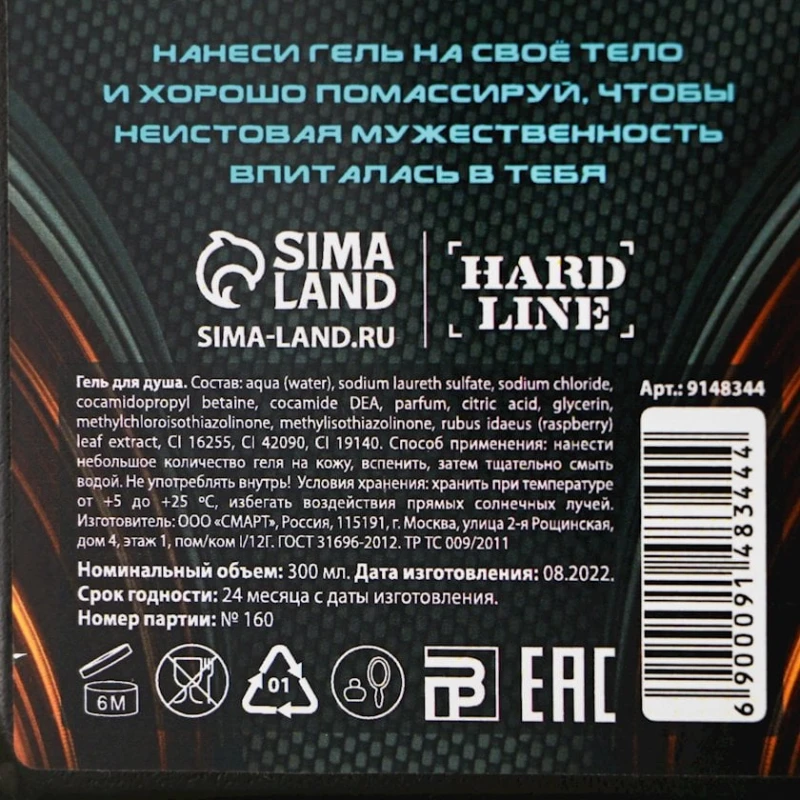 НАНЕСИ ГЕЛЬ НА СВОЁ ТЕЛО
И ХОРОШО ПОМАССИРУЙ, ЧТОБЫ
НЕИСТОВАЯ МУЖЕСТВЕННОСТЬ
ВПИТАЛАСЬ В ТЕБЯ
SIMA
LAND
SIMA-LAND.RU
HARD
LINE
Гель для душа. Состав: aqua (water), sodium laureth sulfate, sodium chloride,
cocamidopropyl betaine, cocamide DEA, parfum, citric acid, glycerin,
methylchloroisothiazolinone, methylisothiazolinone, rubus idaeus (raspberry)
leaf extract, CI 16255, CI 42090, CI 19140. Способ применения: нанести
небольшое количество геля на кожу, вспенить, затем тщательно смыть
водой. Не употреблять внутрь! Условия хранения: хранить при температуре
от +5 до +25 ºС, избегать воздействия прямых солнечных лучей.
Изготовитель: ООО «СМАРТ», Россия, 115191, г. Москва, улица 2-я Рощинская,
дом 4, этаж 1, пом/ком I/12Г. ГОСТ 31696-2012. ТР ТС 009/2011
Номинальный объем: 300 мл. Дата изготовления: 08.2022.
Срок годности: 24 месяца с даты изготовления.
Номер партии: № 160
Арт.: 9148344
6900091483444
6М
01
EAC